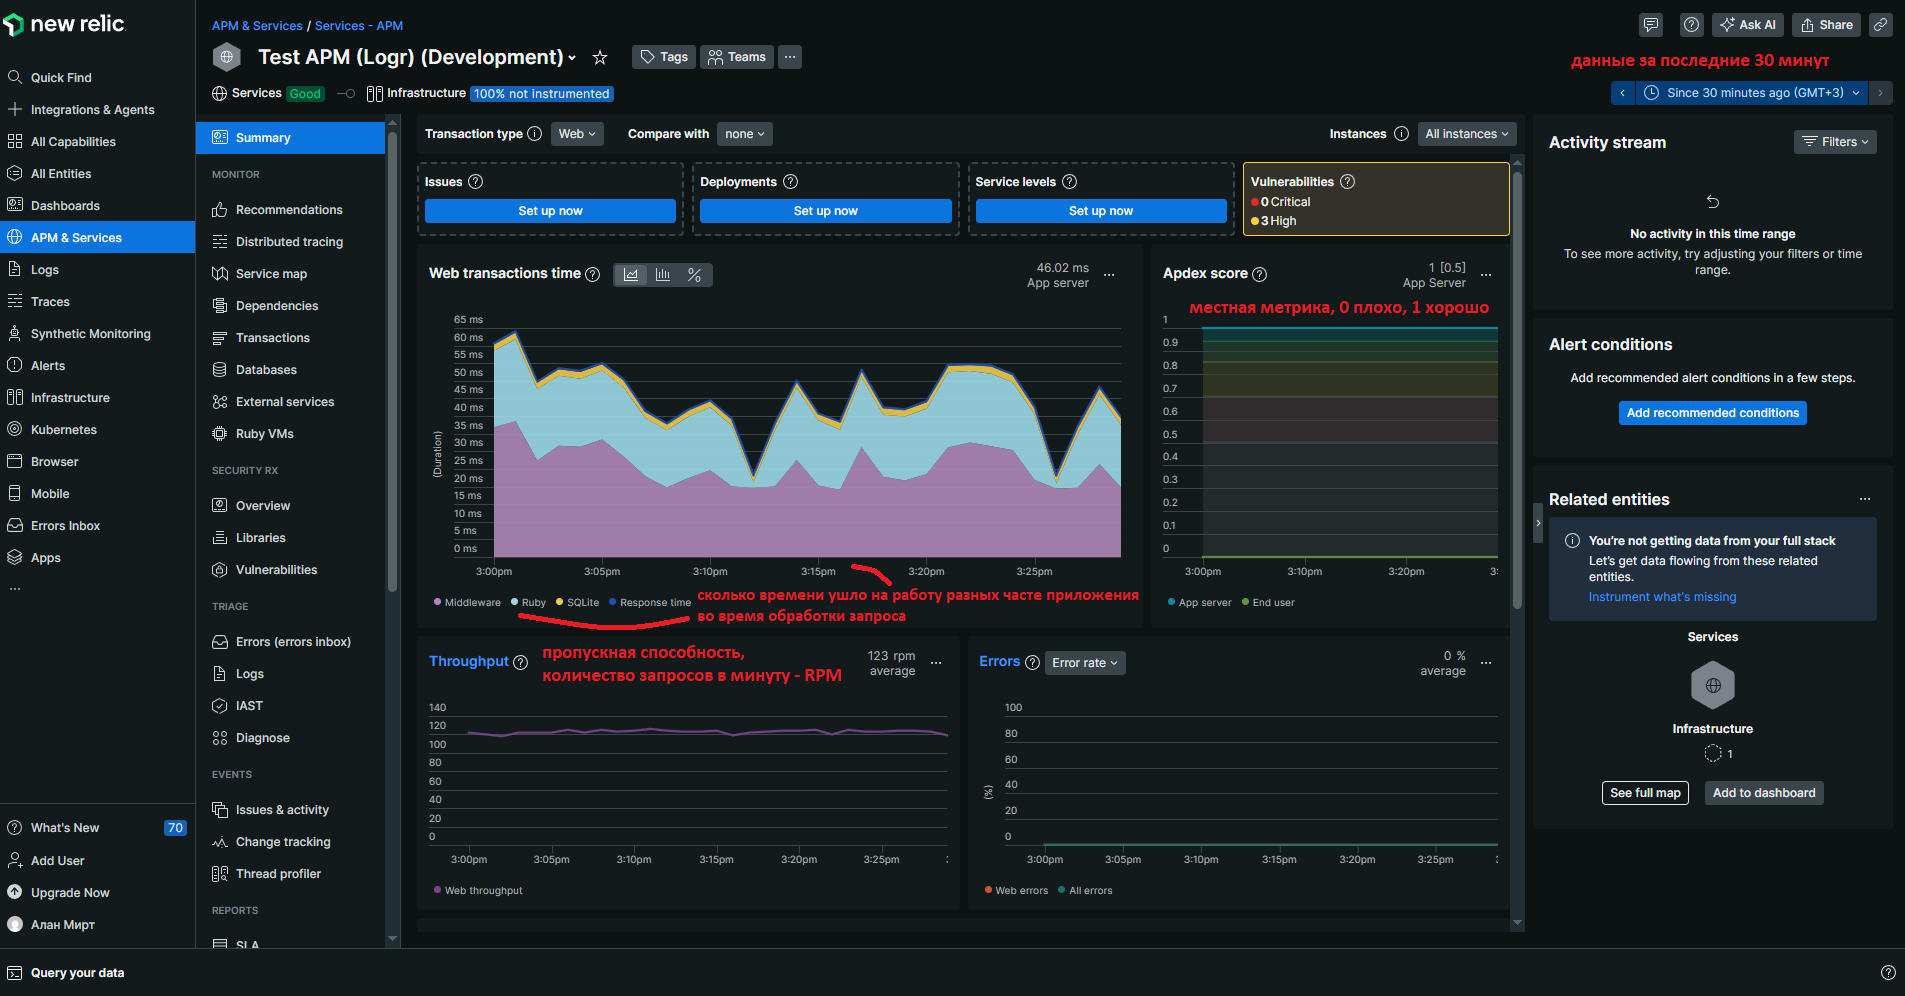 new relic
Quick Find
Integrations & Agents
All Capabilities
All Entities
Dashboards
APM & Services
Logs
Traces
Synthetic Monitoring
Alerts
Infrastructure
Kubernetes
Browser
Mobile
Errors Inbox
Apps
...
What's New 70
Add User
Upgrade Now
Алан Мирт
Query your data
APM & Services / Services - APM
Test APM (Logr) (Development)
Tags
Teams
...
Services Good
Infrastructure 100% not instrumented
Ask AI
Share
данные за последние 30 минут
Since 30 minutes ago (GMT+3)
Summary
MONITOR
Recommendations
Distributed tracing
Service map
Dependencies
Transactions
Databases
External services
Ruby VMs
SECURITY RX
Overview
Libraries
Vulnerabilities
TRIAGE
Errors (errors inbox)
Logs
IAST
Diagnose
EVENTS
Issues & activity
Change tracking
Thread profiler
REPORTS
SLA
Transaction type Web
Compare with none
Instances All instances
Issues
Set up now
Deployments
Set up now
Service levels
Set up now
Vulnerabilities
0 Critical
3 High
Web transactions time
46.02 ms
App server
...
65 ms
60 ms
55 ms
50 ms
45 ms
40 ms
35 ms
30 ms
25 ms
20 ms
15 ms
10 ms
5 ms
0 ms
(Duration)
3:00pm 3:05pm 3:10pm 3:15pm 3:20pm 3:25pm
Middleware Ruby SQLite Response time
сколько времени ушло на работу разных часте приложения
во время обработки запроса
Apdex score
1 [0.5]
App Server
...
местная метрика, 0 плохо, 1 хорошо
1
0.9
0.8
0.7
0.6
0.5
0.4
0.3
0.2
0.1
0
3:00pm 3:10pm 3:20pm 3:
App server End user
Throughput
пропускная способность,
количество запросов в минуту - RPM
123 rpm
average
...
140
120
100
80
60
40
20
0
3:00pm 3:05pm 3:10pm 3:15pm 3:20pm 3:25pm :
Web throughput
Errors Error rate
0 %
average
...
100
80
60
40
20
0
(%)
3:00pm 3:05pm 3:10pm 3:15pm 3:20pm 3:25pm :
Web errors All errors
Activity stream
Filters
No activity in this time range
To see more activity, try adjusting your filters or time
range.
Alert conditions
Add recommended alert conditions in a few steps.
Add recommended conditions
Related entities
...
You're not getting data from your full stack
Let's get data flowing from these related
entities.
Instrument what's missing
Services
Infrastructure
1
See full map
Add to dashboard